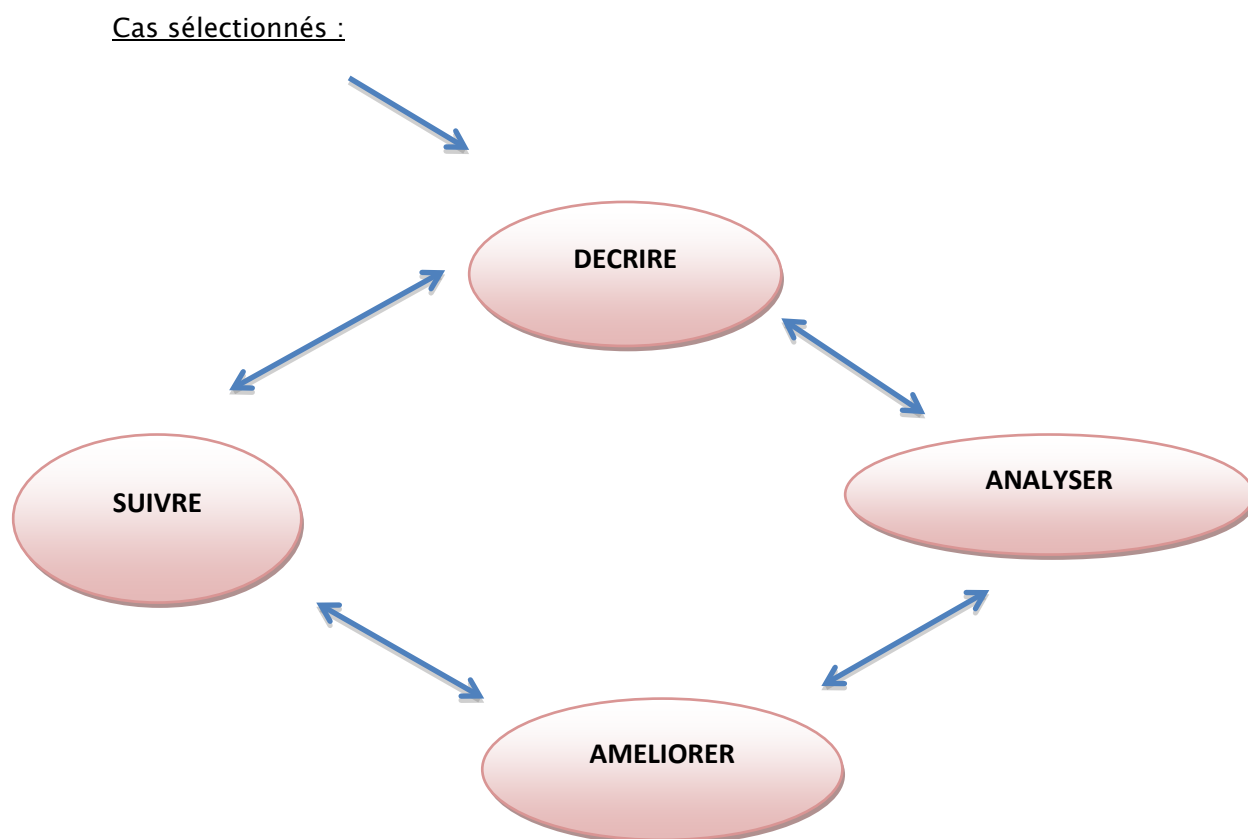 Cas sélectionnés :
DECRIRE
SUIVRE
ANALYSER
AMELIORER